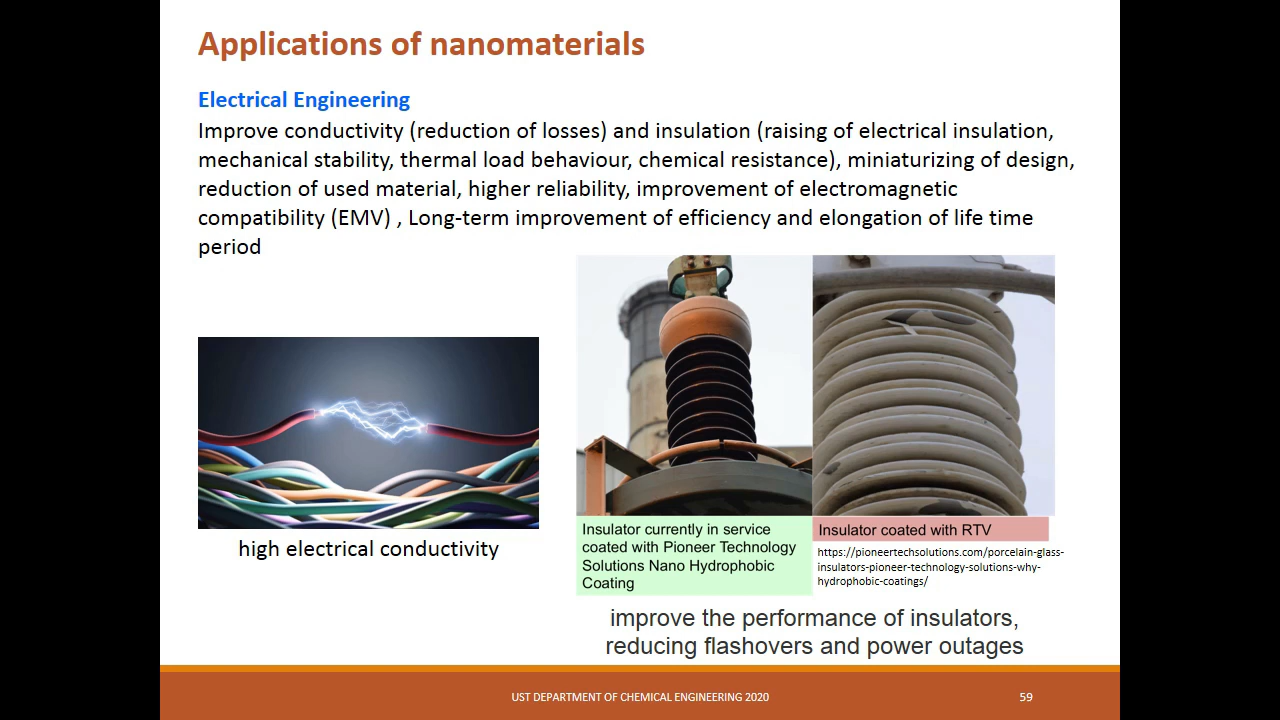 Applications of nanomaterials
Electrical Engineering
Improve conductivity (reduction of losses) and insulation (raising of electrical insulation,
mechanical stability, thermal load behaviour, chemical resistance), miniaturizing of design,
reduction of used material, higher reliability, improvement of electromagnetic
compatibility (EMV) , Long-term improvement of efficiency and elongation of life time
period
high electrical conductivity
Insulator currently in service
coated with Pioneer Technology
Solutions Nano Hydrophobic
Coating
Insulator coated with RTV
https://pioneertechsolutions.com/porcelain-glass-
insulators-pioneer-technology-solutions-why-
hydrophobic-coatings/
improve the performance of insulators,
reducing flashovers and power outages
UST DEPARTMENT OF CHEMICAL ENGINEERING 2020
59